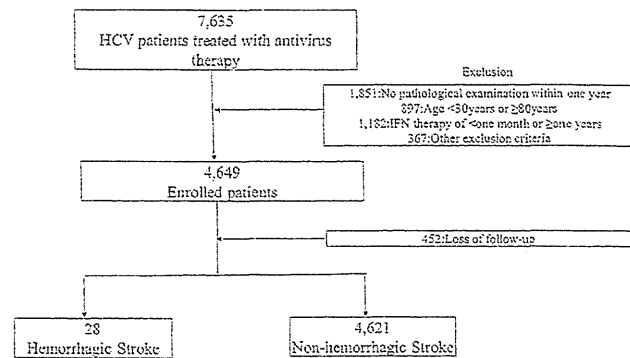 7,635
HCV patients treated with antivirus
therapy
Exclusion
1,851:No pathological examination within one year
897:Age <30years or ≥80years
1,182:IFN therapy of <one month or ≥one years
367:Other exclusion criteria
4,649
Enrolled patients
452:Loss of follow-up
28
Hemorrhagic Stroke
4,621
Non-hemorrhagic Stroke